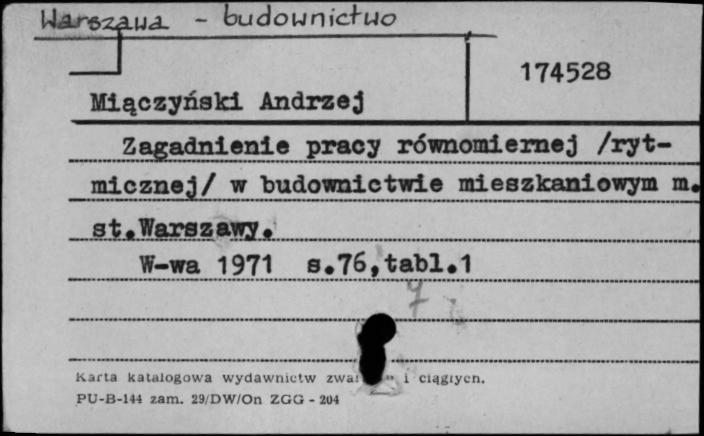 Warszawa - budownictwo
174528
Miączyński Andrzej
Zagadnienie pracy równomiernej /ryt-
micznej/ w budownictwie mieszkaniowym m.
st.Warszawy.
W-wa 1971 s.76,tabl.1
7
Karta katalogowa wydawnictw i ciągłych.
PU-B-144 zam. 29/DW/On ZGG - 204